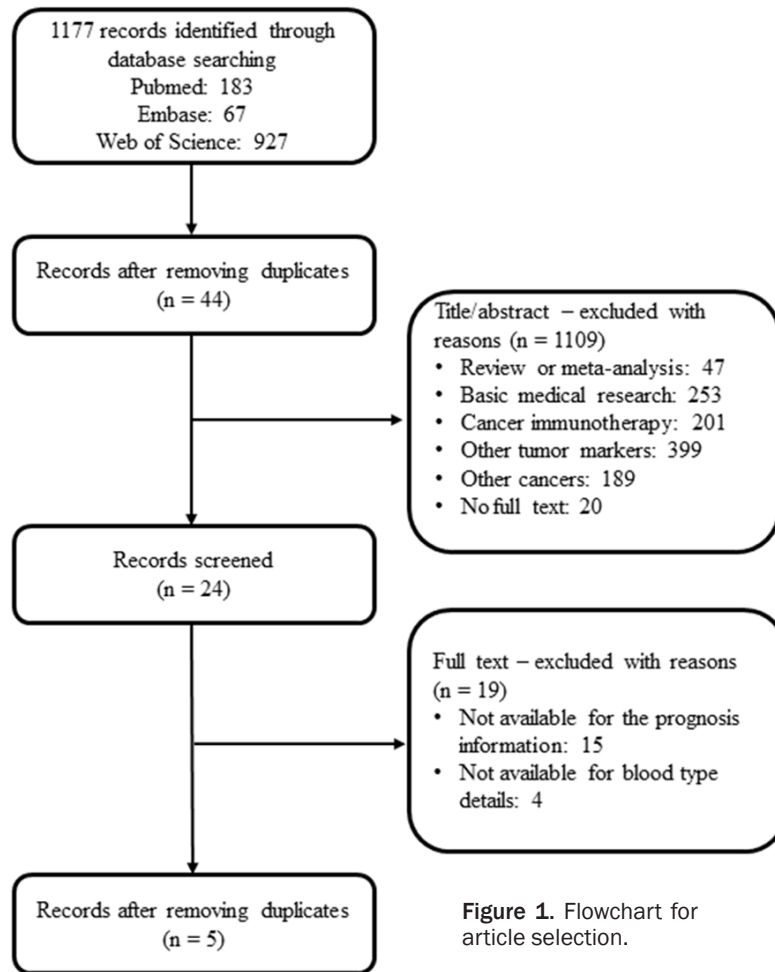 1177 records identified through
database searching
Pubmed: 183
Embase: 67
Web of Science: 927
Records after removing duplicates
(n = 44)
Title/abstract – excluded with
reasons (n = 1109)
• Review or meta-analysis: 47
• Basic medical research: 253
• Cancer immunotherapy: 201
• Other tumor markers: 399
• Other cancers: 189
• No full text: 20
Records screened
(n = 24)
Full text – excluded with reasons
(n = 19)
• Not available for the prognosis
information: 15
• Not available for blood type
details: 4
Records after removing duplicates
(n = 5)
Figure 1. Flowchart for
article selection.